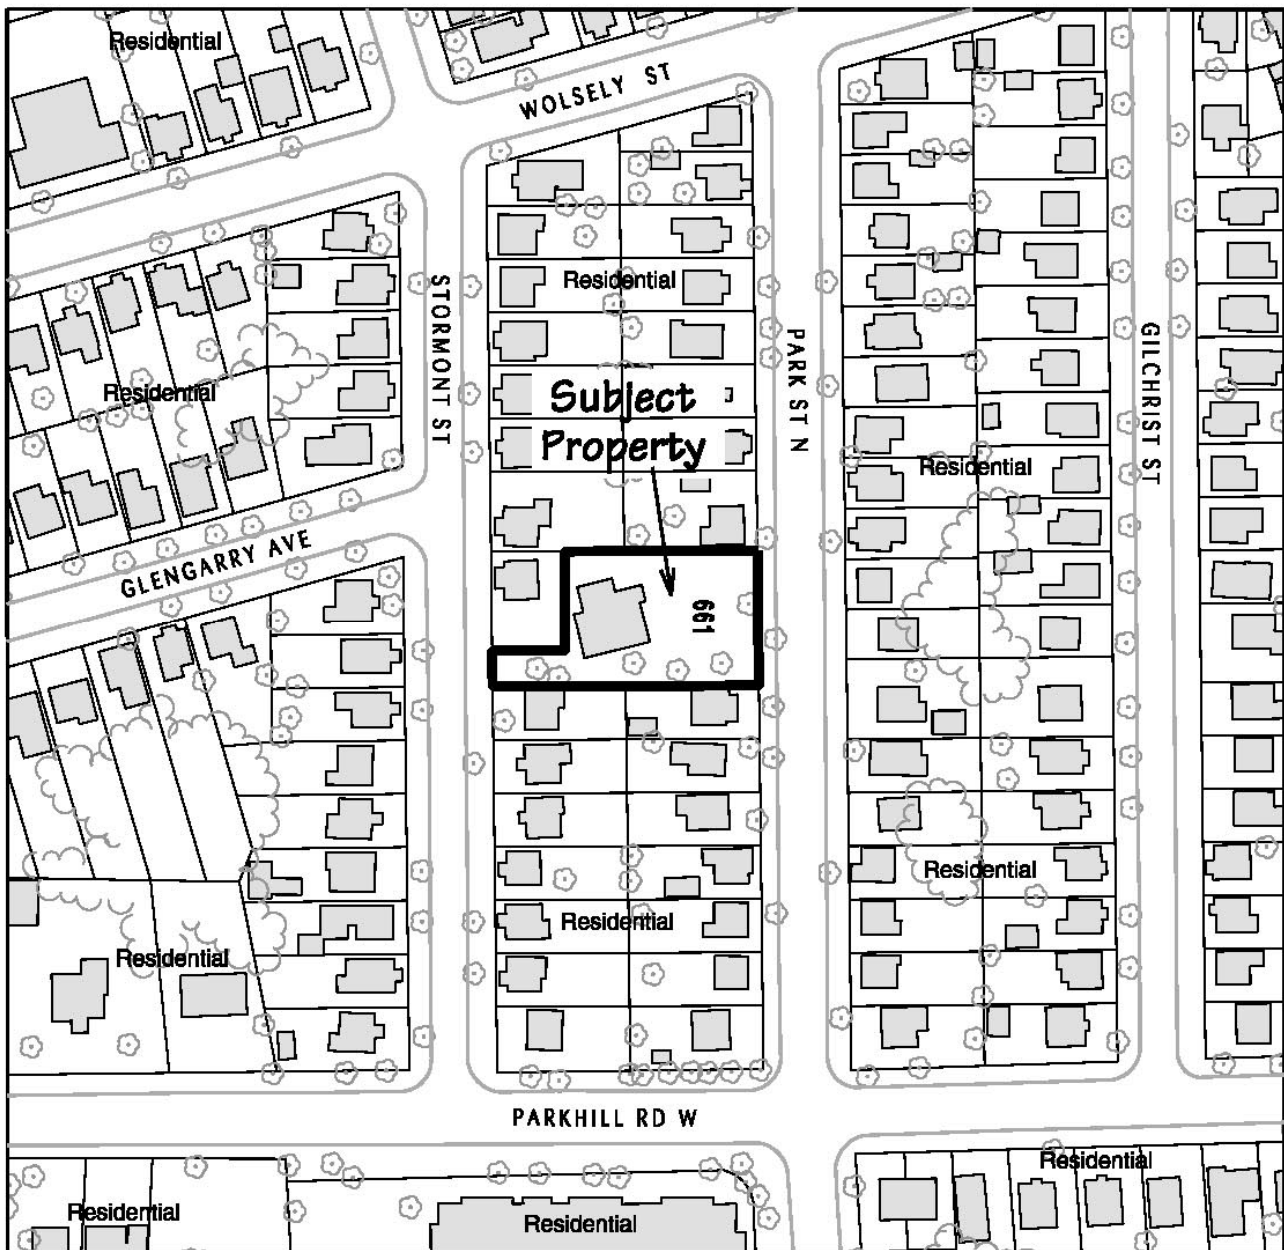 Residential
WOLSELY ST
Residential
STORMONT ST
PARK ST N
GILCHRIST ST
Residential
Subject
Property
Residential
GLENGARRY AVE
661
Residential
Residential
Residential
PARKHILL RD W
Residential
Residential
Residential